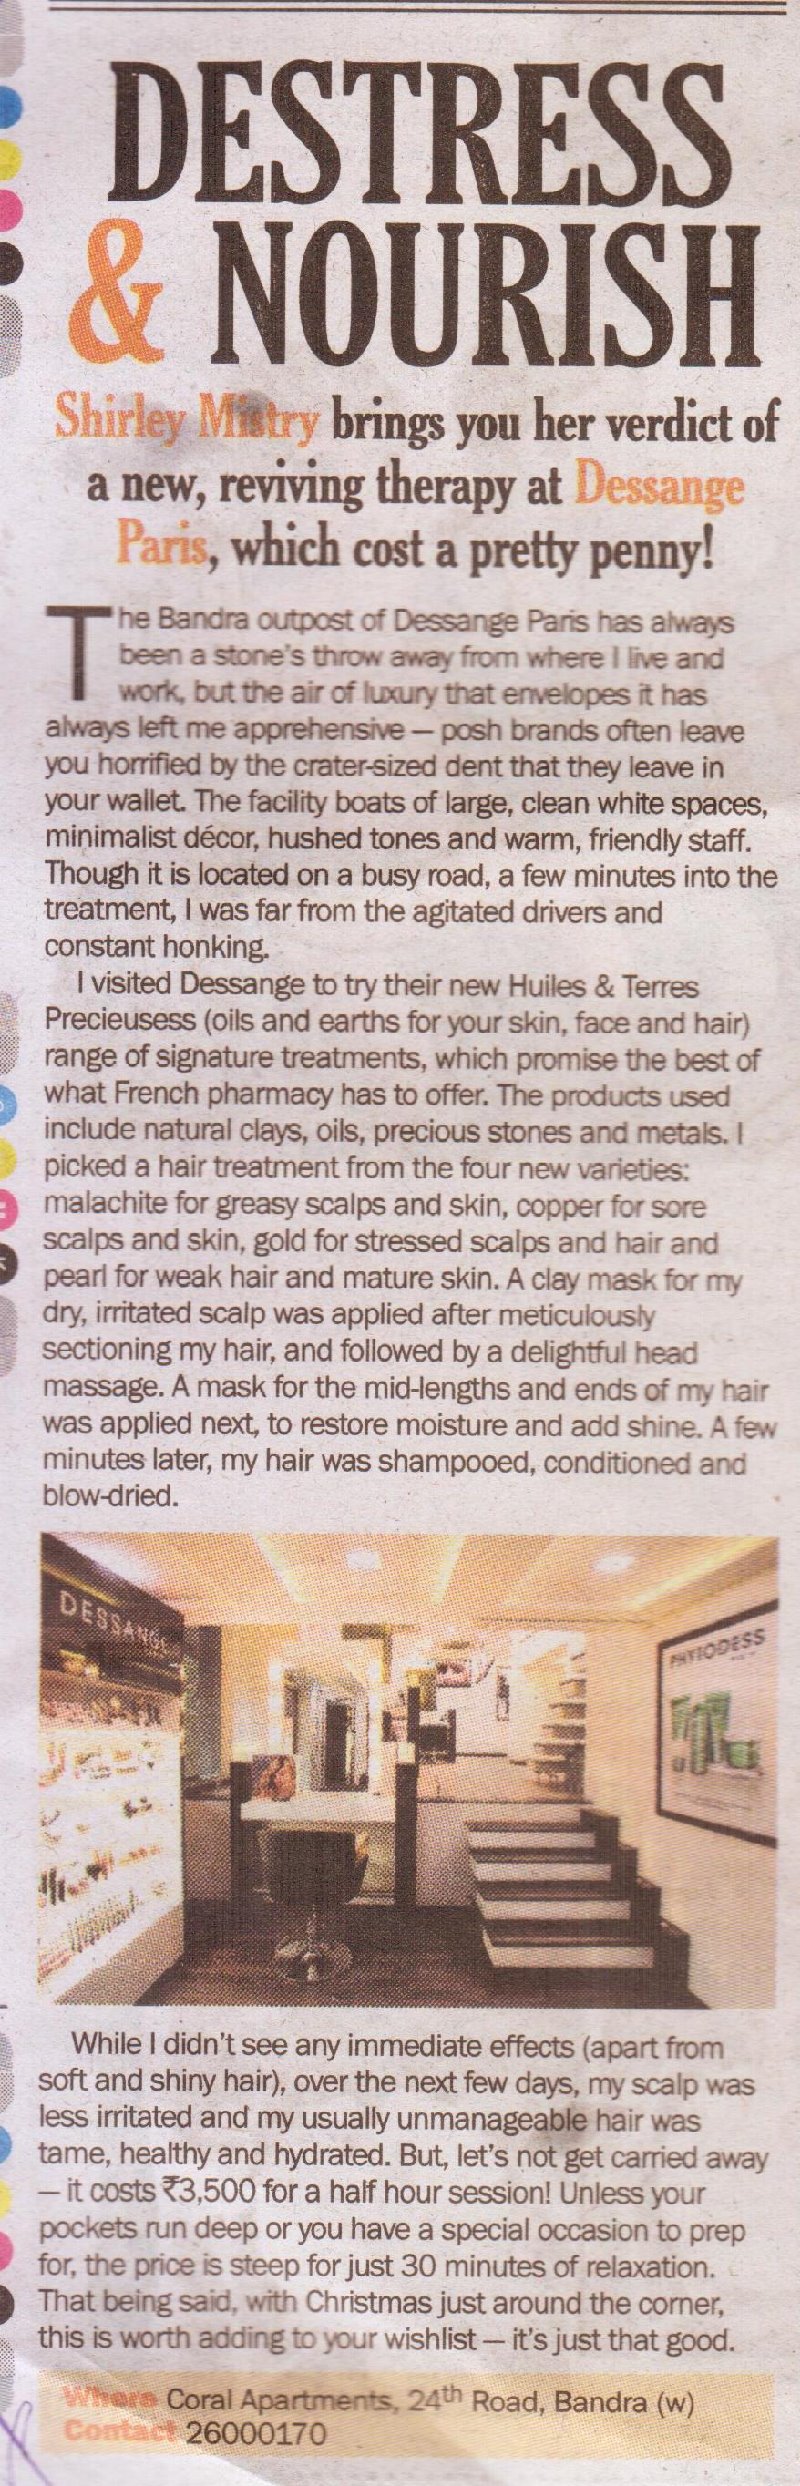 DESTRESS
& NOURISH
Shirley Mistry brings you her verdict of
a new, reviving therapy at Dessange
Paris, which cost a pretty penny!
The Bandra outpost of Dessange Paris has always
been a stone's throw away from where I live and
work, but the air of luxury that envelopes it has
always left me apprehensive — posh brands often leave
you horrified by the crater-sized dent that they leave in
your wallet. The facility boats of large, clean white spaces,
minimalist décor, hushed tones and warm, friendly staff.
Though it is located on a busy road, a few minutes into the
treatment, I was far from the agitated drivers and
constant honking.
I visited Dessange to try their new Huiles & Terres
Precieusess (oils and earths for your skin, face and hair)
range of signature treatments, which promise the best of
what French pharmacy has to offer. The products used
include natural clays, oils, precious stones and metals. I
picked a hair treatment from the four new varieties:
malachite for greasy scalps and skin, copper for sore
scalps and skin, gold for stressed scalps and hair and
pearl for weak hair and mature skin. A clay mask for my
dry, irritated scalp was applied after meticulously
sectioning my hair, and followed by a delightful head
massage. A mask for the mid-lengths and ends of my hair
was applied next, to restore moisture and add shine. A few
minutes later, my hair was shampooed, conditioned and
blow-dried.
DESSANGE
PHYTODESS
While I didn't see any immediate effects (apart from
soft and shiny hair), over the next few days, my scalp was
less irritated and my usually unmanageable hair was
tame, healthy and hydrated. But, let's not get carried away
— it costs ₹3,500 for a half hour session! Unless your
pockets run deep or you have a special occasion to prep
for, the price is steep for just 30 minutes of relaxation.
That being said, with Christmas just around the corner,
this is worth adding to your wishlist — it's just that good.
Where Coral Apartments, 24th Road, Bandra (w)
Contact 26000170